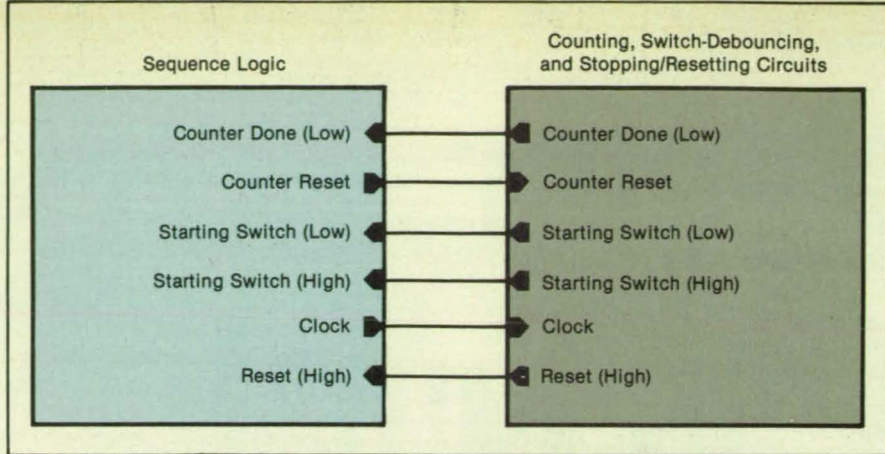 Sequence Logic
Counting, Switch-Debouncing,
and Stopping/Resetting Circuits
Counter Done (Low)
Counter Done (Low)
Counter Reset
Counter Reset
Starting Switch (Low)
Starting Switch (Low)
Starting Switch (High)
Starting Switch (High)
Clock
Clock
Reset (High)
Reset (High)